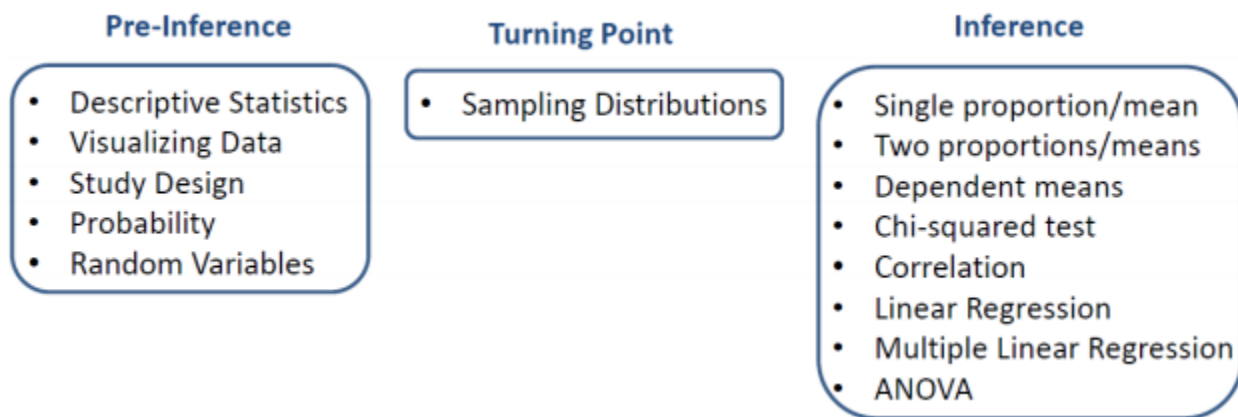 Pre-Inference
• Descriptive Statistics
• Visualizing Data
• Study Design
• Probability
• Random Variables
Turning Point
• Sampling Distributions
Inference
• Single proportion/mean
• Two proportions/means
• Dependent means
• Chi-squared test
• Correlation
• Linear Regression
• Multiple Linear Regression
• ANOVA